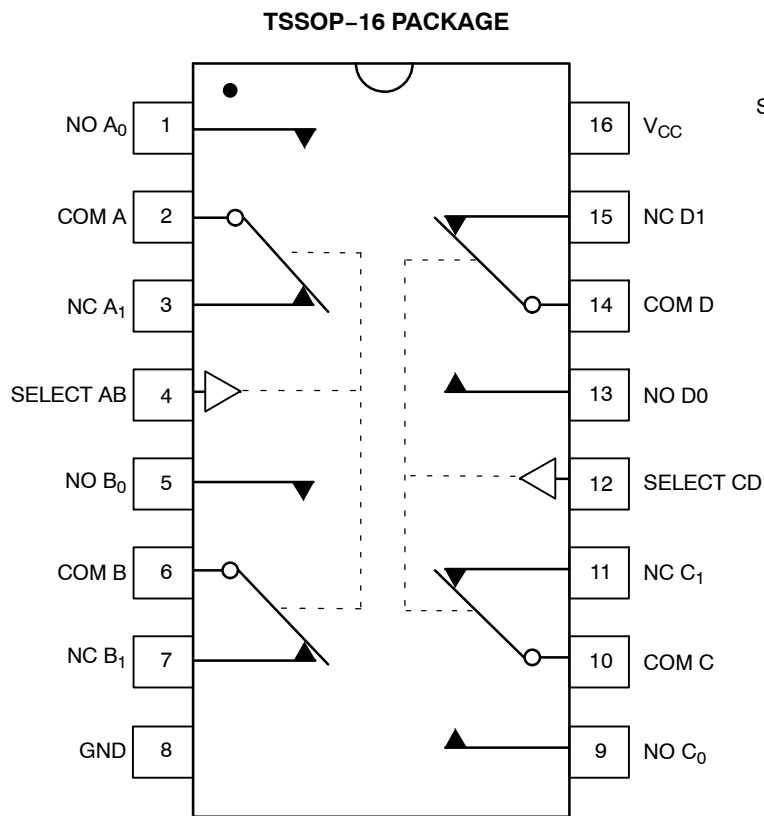 TSSOP−16 PACKAGE
NO A₀ 1
COM A 2
NC A₁ 3
SELECT AB 4
NO B₀ 5
COM B 6
NC B₁ 7
GND 8
16 V_CC
15 NC D1
14 COM D
13 NO D0
12 SELECT CD
11 NC C₁
10 COM C
9 NO C₀
S